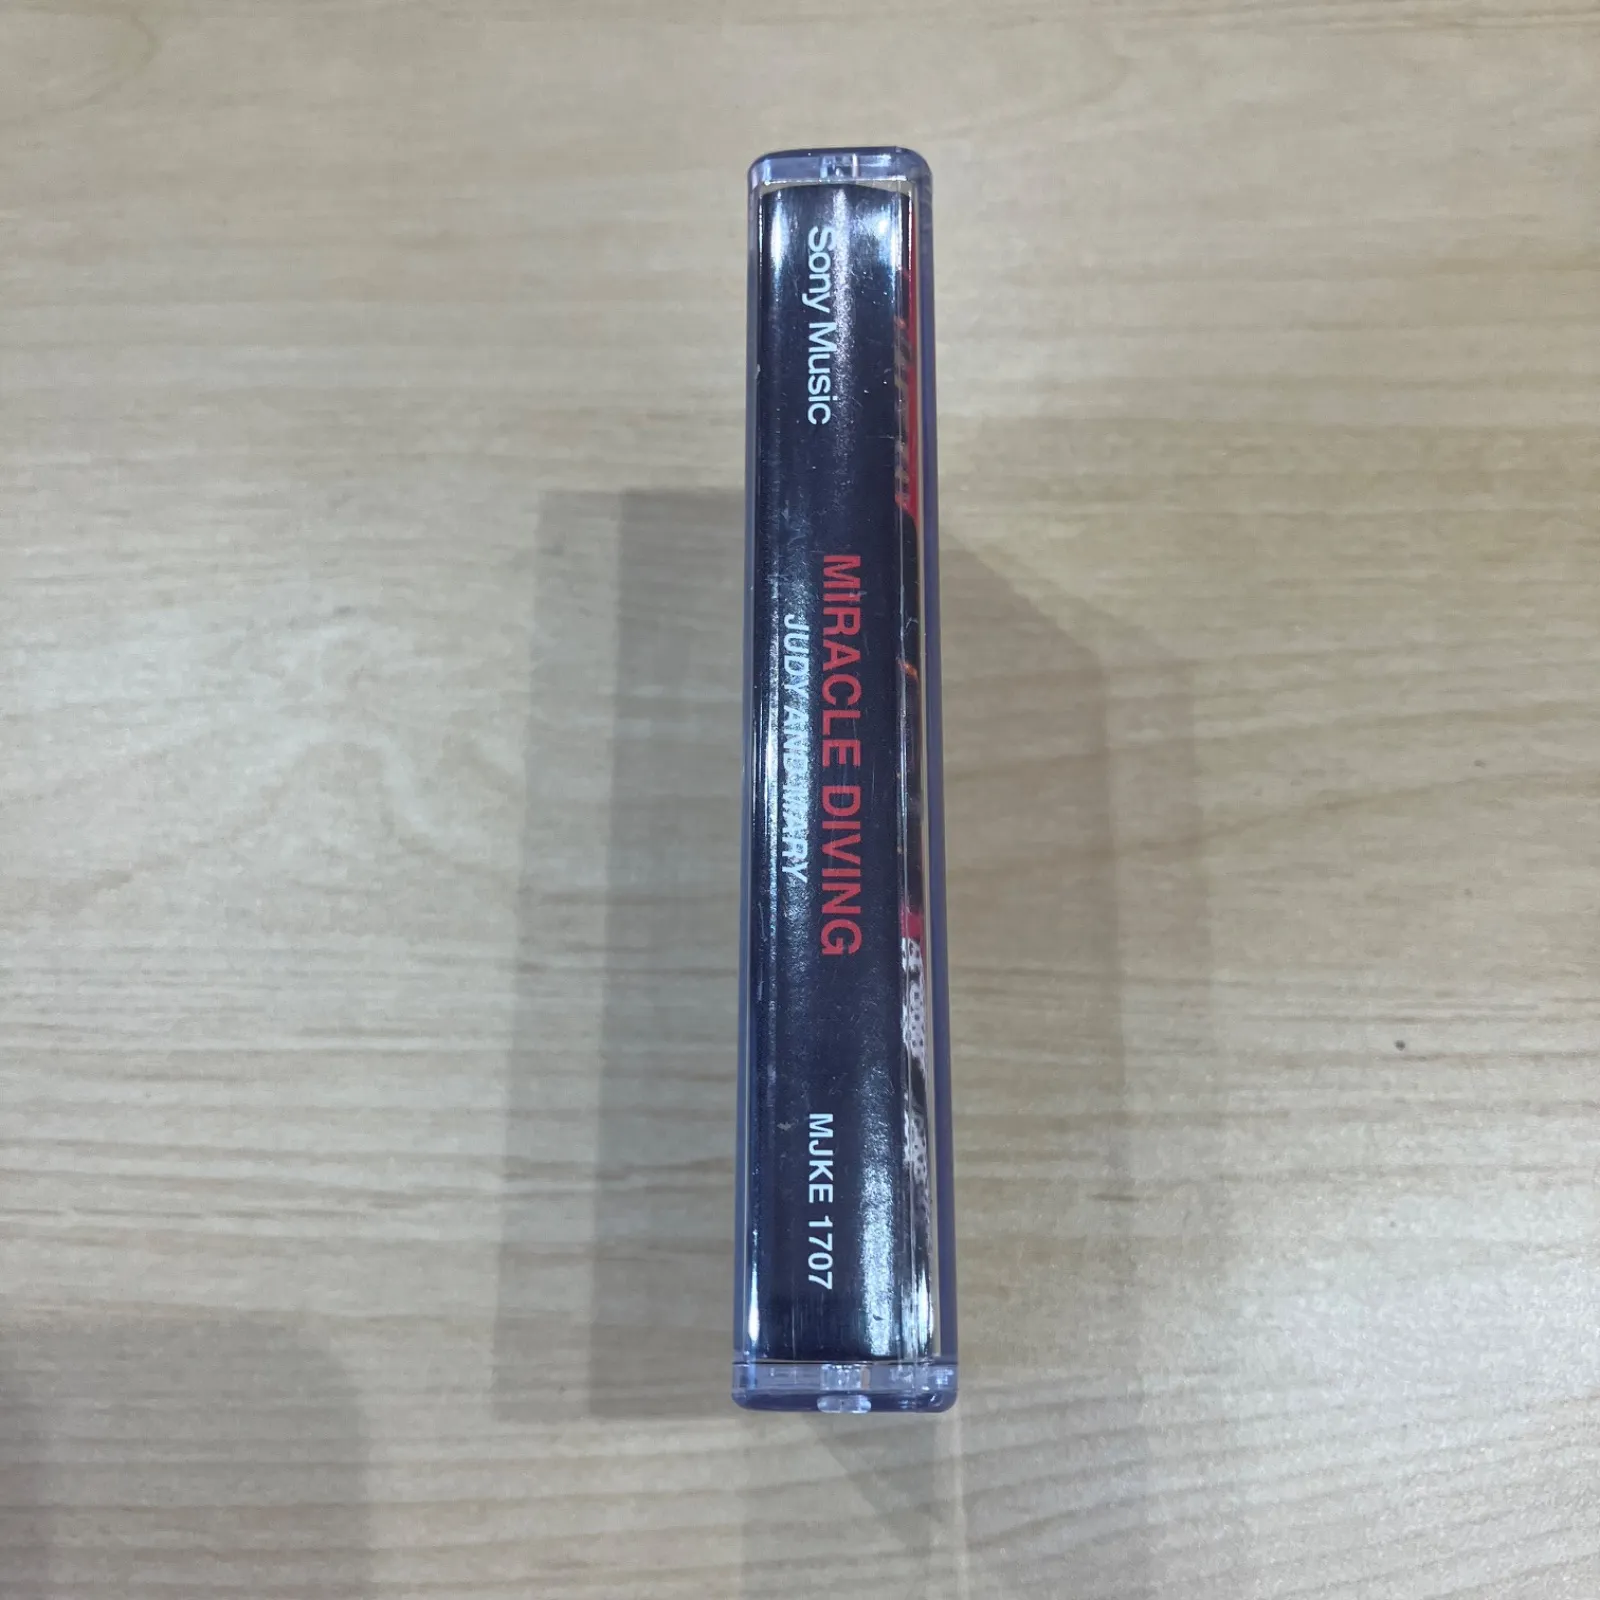 Sony Music
MIRACLE DIVING
JUDY AND MARY
MJKE 1707